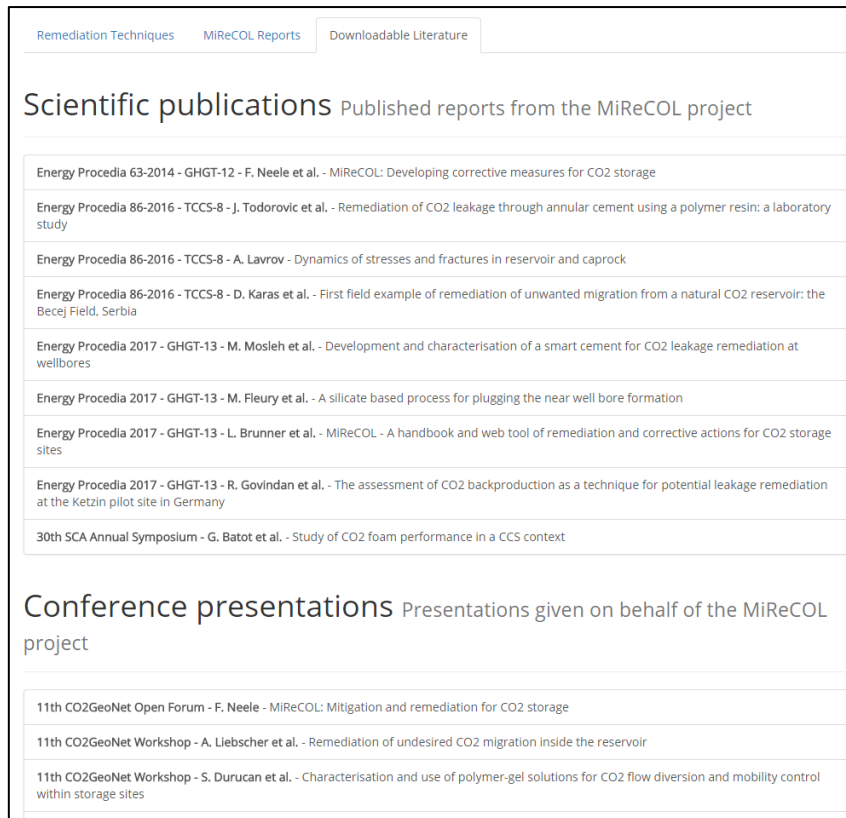 Remediation Techniques MiReCOL Reports Downloadable Literature
Scientific publications Published reports from the MiReCOL project
Energy Procedia 63-2014 - GHGT-12 - F. Neele et al. - MiReCOL: Developing corrective measures for CO2 storage
Energy Procedia 86-2016 - TCCS-8 - J. Todorovic et al. - Remediation of CO2 leakage through annular cement using a polymer resin: a laboratory
study
Energy Procedia 86-2016 - TCCS-8 - A. Lavrov - Dynamics of stresses and fractures in reservoir and caprock
Energy Procedia 86-2016 - TCCS-8 - D. Karas et al. - First field example of remediation of unwanted migration from a natural CO2 reservoir: the
Becej Field, Serbia
Energy Procedia 2017 - GHGT-13 - M. Mosleh et al. - Development and characterisation of a smart cement for CO2 leakage remediation at
wellbores
Energy Procedia 2017 - GHGT-13 - M. Fleury et al. - A silicate based process for plugging the near well bore formation
Energy Procedia 2017 - GHGT-13 - L. Brunner et al. - MiReCOL - A handbook and web tool of remediation and corrective actions for CO2 storage
sites
Energy Procedia 2017 - GHGT-13 - R. Govindan et al. - The assessment of CO2 backproduction as a technique for potential leakage remediation
at the Ketzin pilot site in Germany
30th SCA Annual Symposium - G. Batot et al. - Study of CO2 foam performance in a CCS context
Conference presentations Presentations given on behalf of the MiReCOL
project
11th CO2GeoNet Open Forum - F. Neele - MiReCOL: Mitigation and remediation for CO2 storage
11th CO2GeoNet Workshop - A. Liebscher et al. - Remediation of undesired CO2 migration inside the reservoir
11th CO2GeoNet Workshop - S. Durucan et al. - Characterisation and use of polymer-gel solutions for CO2 flow diversion and mobility control
within storage sites